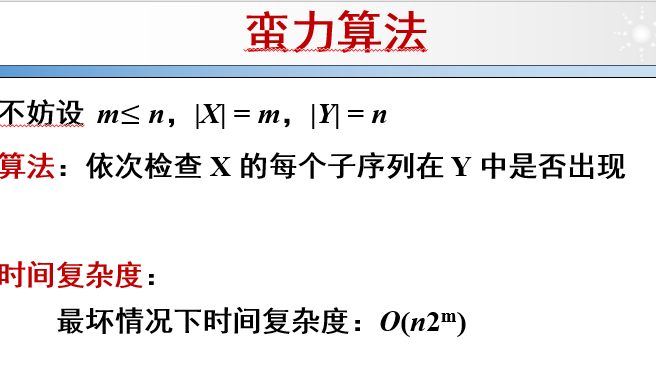 蛮力算法
不妨设 m≤ n，|X| = m，|Y| = n
算法：依次检查 X 的每个子序列在 Y 中是否出现
时间复杂度：
最坏情况下时间复杂度：O(n2ᵐ)